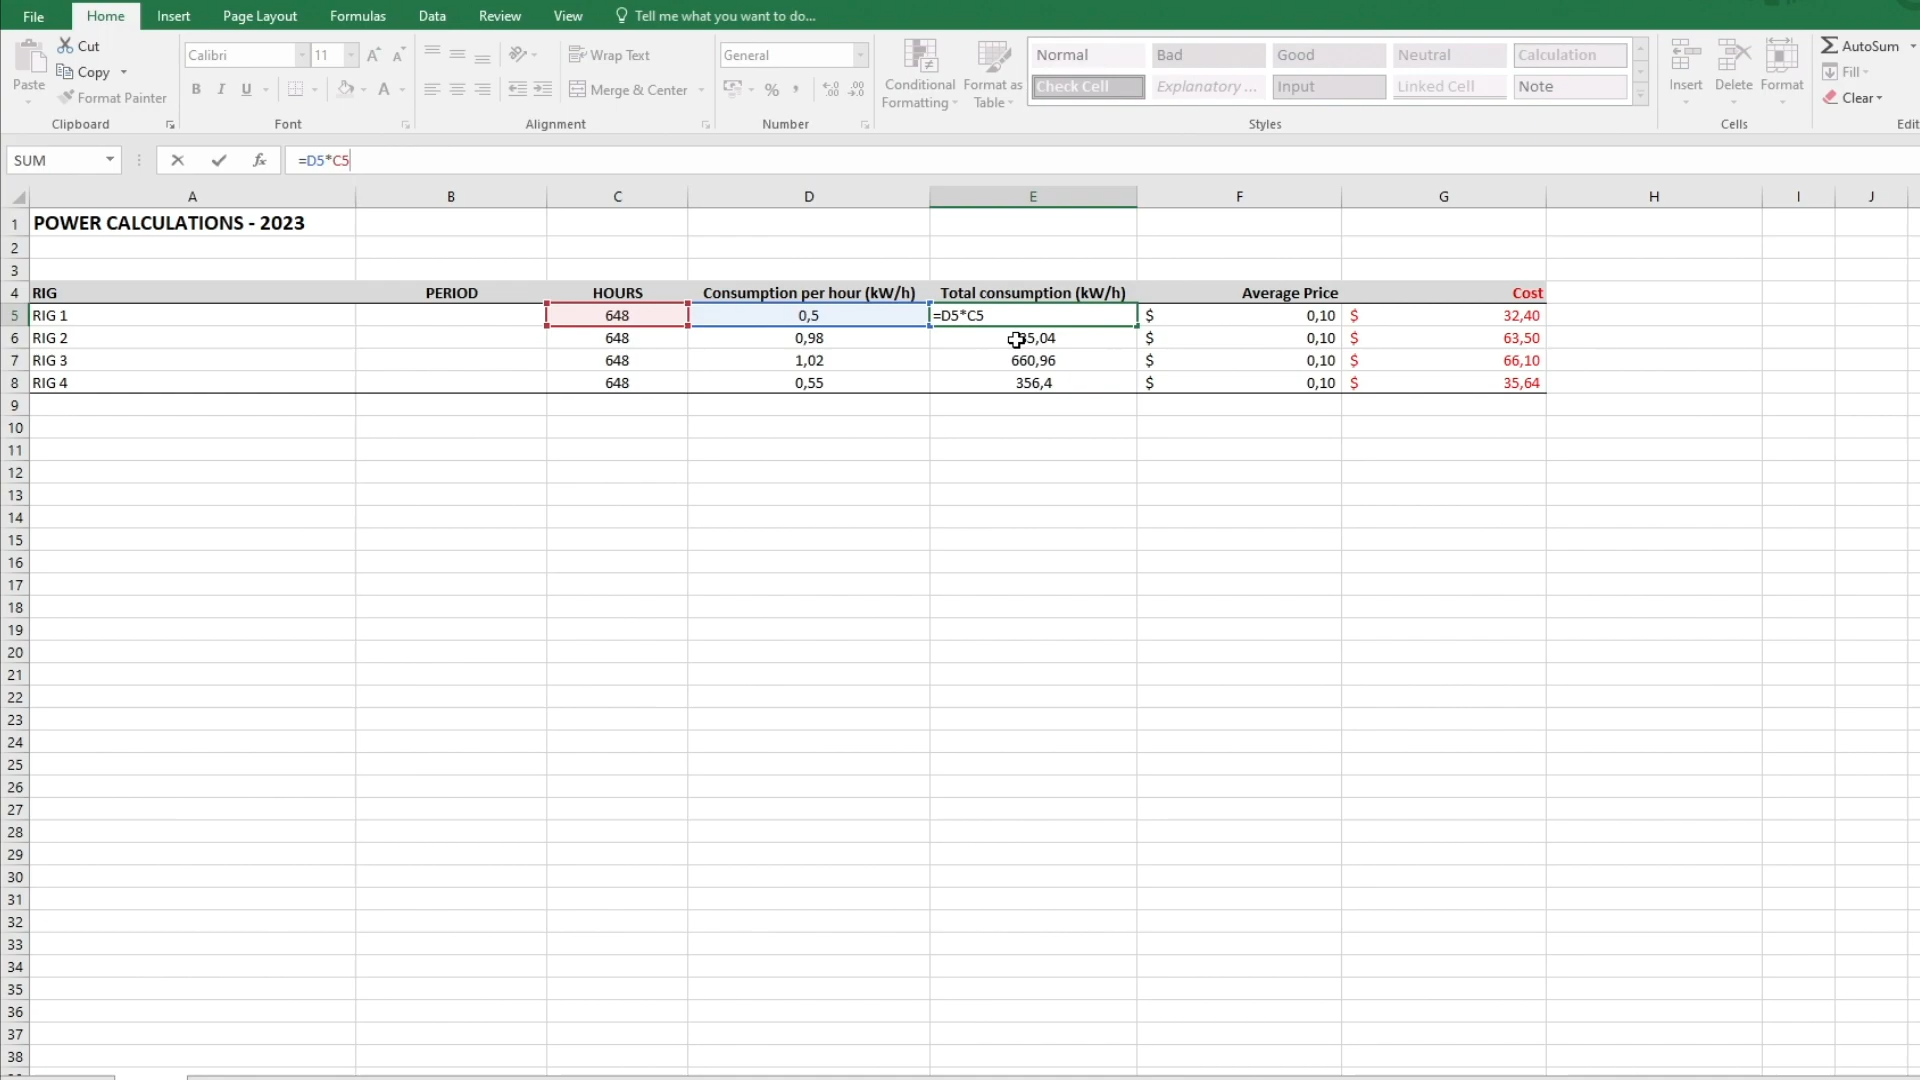 File Home Insert Page Layout Formulas Data Review View Tell me what you want to do...
Cut
Calibri 11 A A Wrap Text General Normal Bad Good Neutral Calculation AutoSum
Paste Copy Conditional Formatting Format as Table Insert Delete Format Fill
Format Painter B I U A Merge & Center % , Check Cell Explanatory ... Input Linked Cell Note Clear
Clipboard Font Alignment Number Styles Cells Edit
SUM fx =D5*C5
A B C D E F G H I J
1 POWER CALCULATIONS - 2023
2
3
4 RIG PERIOD HOURS Consumption per hour (kW/h) Total consumption (kW/h) Average Price Cost
5 RIG 1 648 0,5 =D5*C5 $ 0,10 $ 32,40
6 RIG 2 648 0,98 35,04 $ 0,10 $ 63,50
7 RIG 3 648 1,02 660,96 $ 0,10 $ 66,10
8 RIG 4 648 0,55 356,4 $ 0,10 $ 35,64
9
10
11
12
13
14
15
16
17
18
19
20
21
22
23
24
25
26
27
28
29
30
31
32
33
34
35
36
37
38